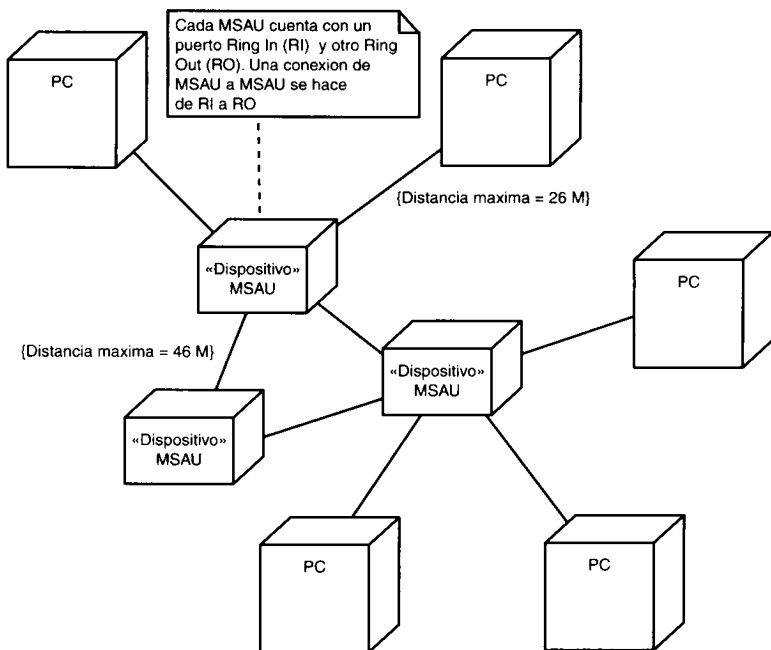 Cada MSAU cuenta con un
puerto Ring In (RI) y otro Ring
Out (RO). Una conexion de
MSAU a MSAU se hace
de RI a RO
PC
PC
{Distancia maxima = 26 M}
«Dispositivo»
MSAU
PC
{Distancia maxima = 46 M}
«Dispositivo»
MSAU
«Dispositivo»
MSAU
PC
PC